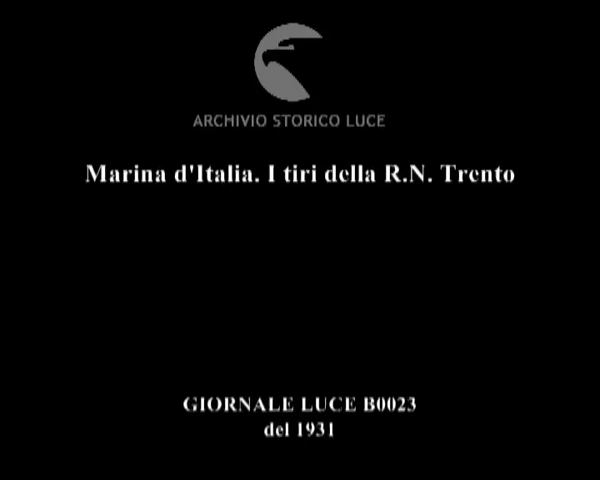 ARCHIVIO STORICO LUCE
Marina d'Italia. I tiri della R.N. Trento
GIORNALE LUCE B0023
del 1931